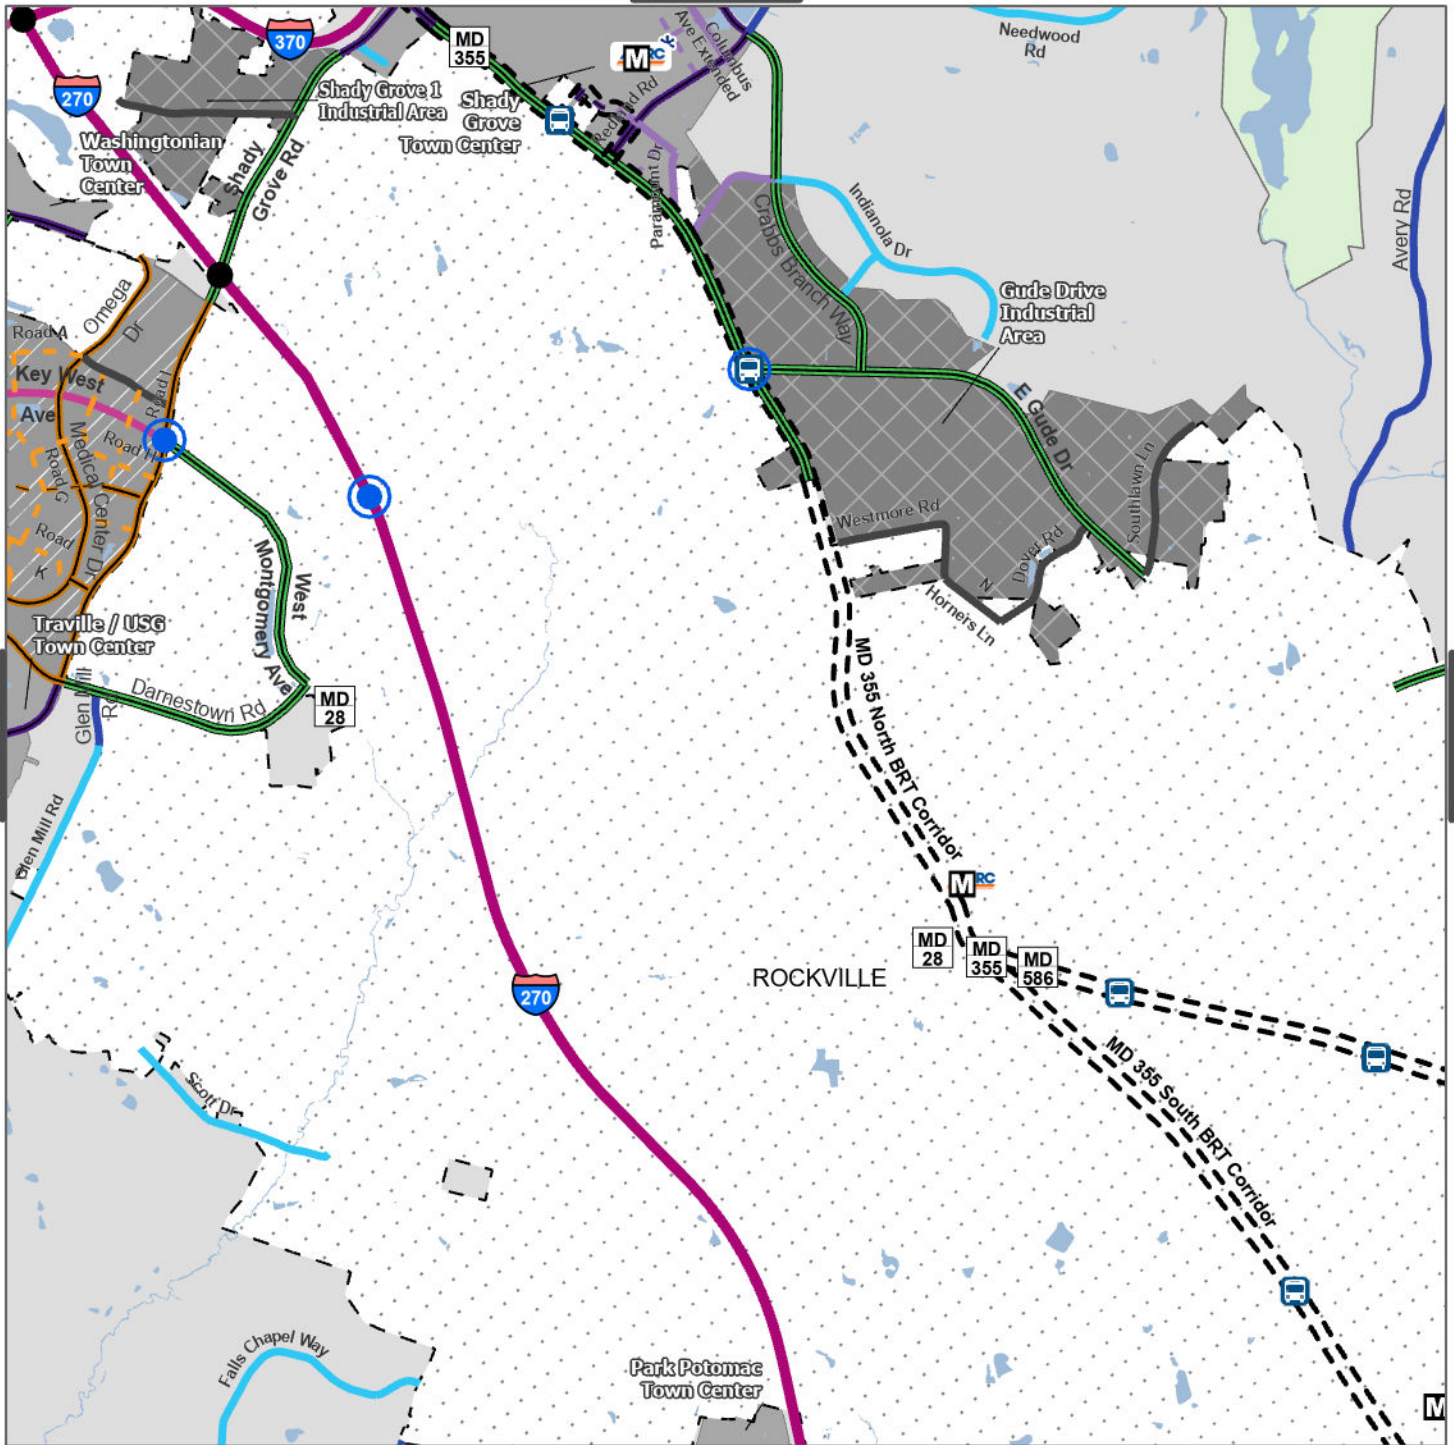 Needwood
Rd
370
MD
355
M
RC
Columbus
Ave Extended
270
Shady Grove 1
Industrial Area
Shady
Grove
Town Center
Redland Rd
Washingtonian
Town
Center
Shady
Grove Rd
Paramount Dr
Crabbs Branch Way
Indianola Dr
Avery Rd
Omega
Dr
Road A
Gude Drive
Industrial
Area
Key West
Ave
Road I
Road H
Medical Center Dr
Road G
Road
K
E Gude Dr
Southlawn Ln
Westmore Rd
Dover Rd
N
Horners Ln
West
Montgomery Ave
Traville / USG
Town Center
Glen Mill
Rd
Darnestown Rd
MD
28
MD 355 North BRT Corridor
Glen Mill Rd
M
RC
MD
28
MD
355
MD
586
ROCKVILLE
270
MD 355 South BRT Corridor
Scott Dr
Falls Chapel Way
Park Potomac
Town Center
M